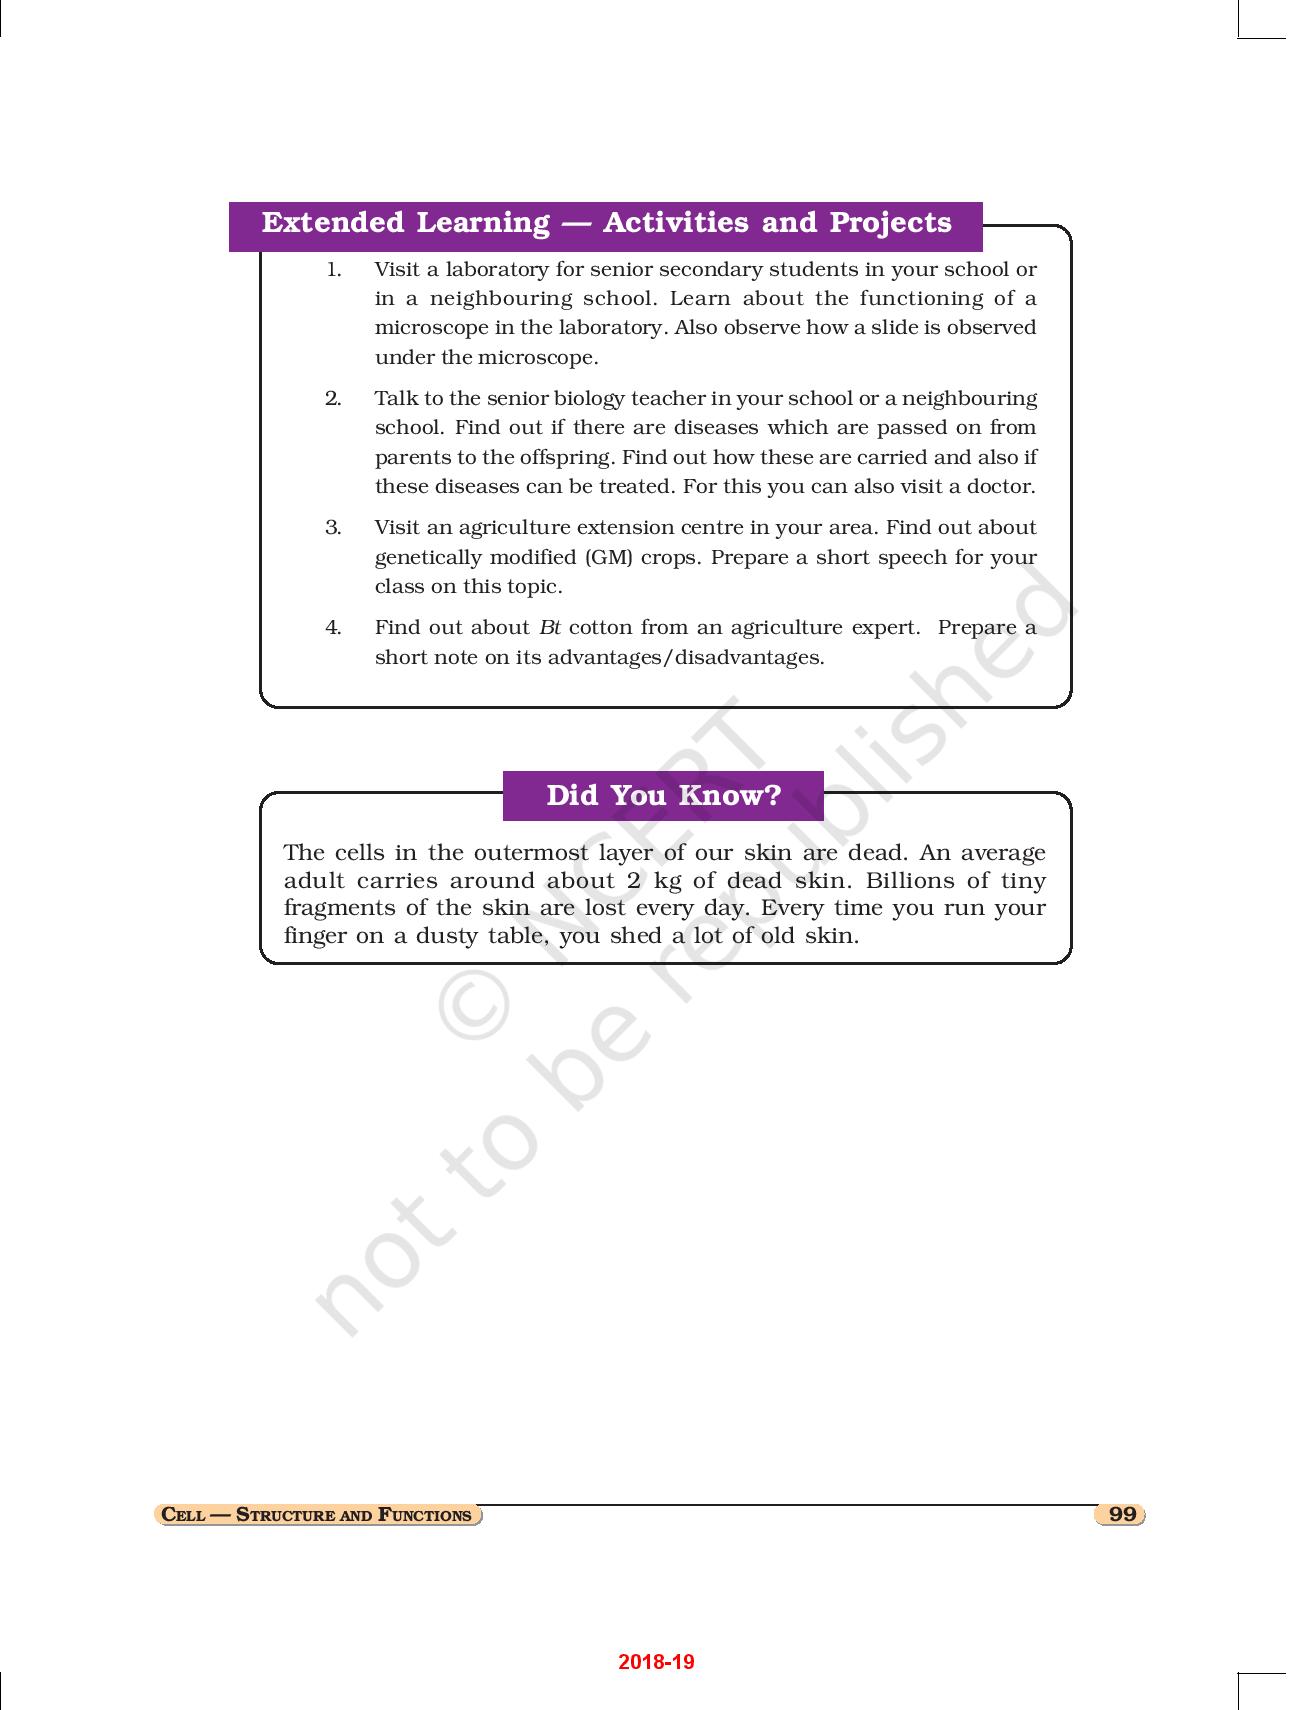 Extended Learning — Activities and Projects
1. Visit a laboratory for senior secondary students in your school or
in a neighbouring school. Learn about the functioning of a
microscope in the laboratory. Also observe how a slide is observed
under the microscope.
2. Talk to the senior biology teacher in your school or a neighbouring
school. Find out if there are diseases which are passed on from
parents to the offspring. Find out how these are carried and also if
these diseases can be treated. For this you can also visit a doctor.
3. Visit an agriculture extension centre in your area. Find out about
genetically modified (GM) crops. Prepare a short speech for your
class on this topic.
4. Find out about Bt cotton from an agriculture expert. Prepare a
short note on its advantages/disadvantages.
Did You Know?
The cells in the outermost layer of our skin are dead. An average
adult carries around about 2 kg of dead skin. Billions of tiny
fragments of the skin are lost every day. Every time you run your
finger on a dusty table, you shed a lot of old skin.
© NCERT
not to be republished
CELL — STRUCTURE AND FUNCTIONS
99
2018-19